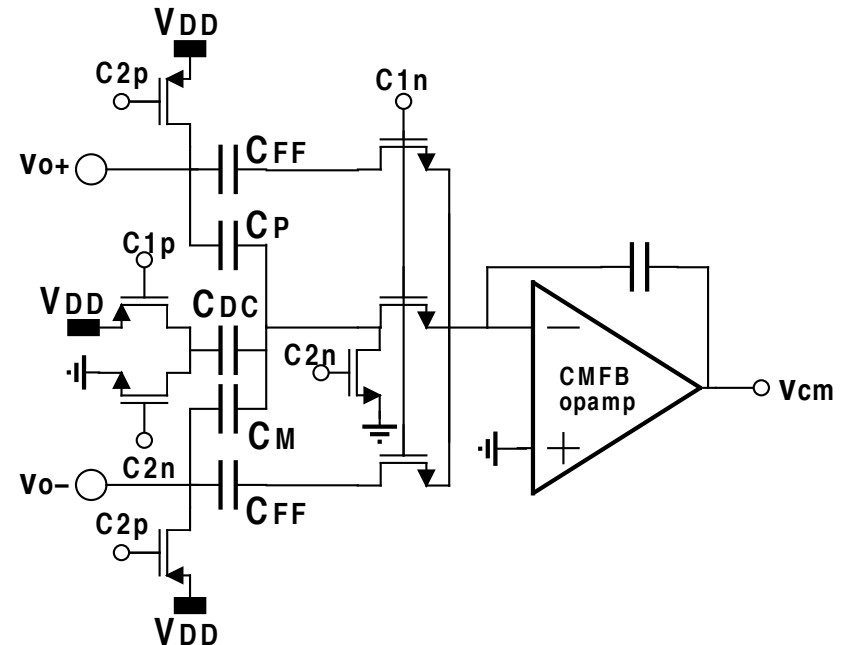 VDD
C2p
C1n
vo+
CFF
CP
C1p
VDD
CDC
C2n
CMFB
opamp
vcm
CM
C2n
vo−
CFF
C2p
VDD